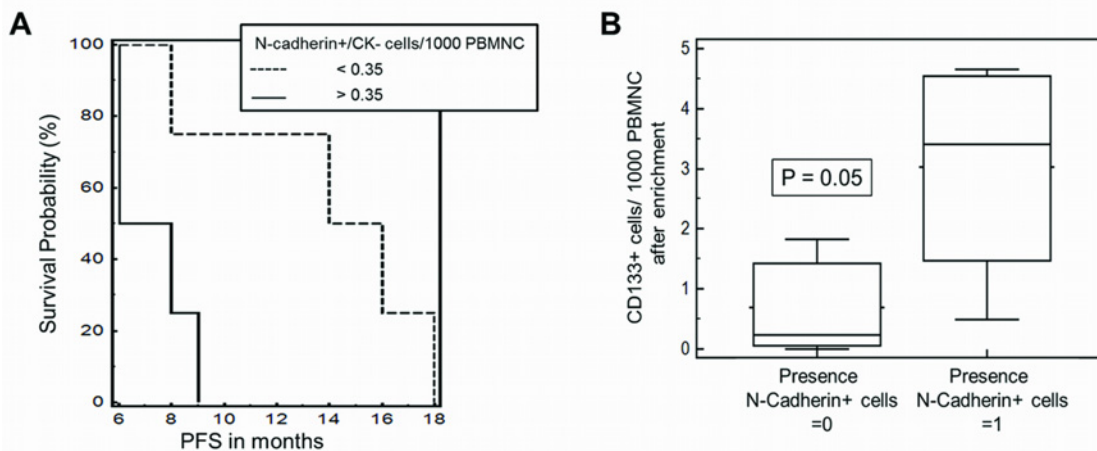 A
N-cadherin+/CK- cells/1000 PBMNC
< 0.35
> 0.35
Survival Probability (%)
100
80
60
40
20
0
6
8
10
12
14
16
18
PFS in months
B
CD133+ cells/ 1000 PBMNC
after enrichment
5
4
3
2
1
0
P = 0.05
Presence
N-Cadherin+ cells
=0
Presence
N-Cadherin+ cells
=1